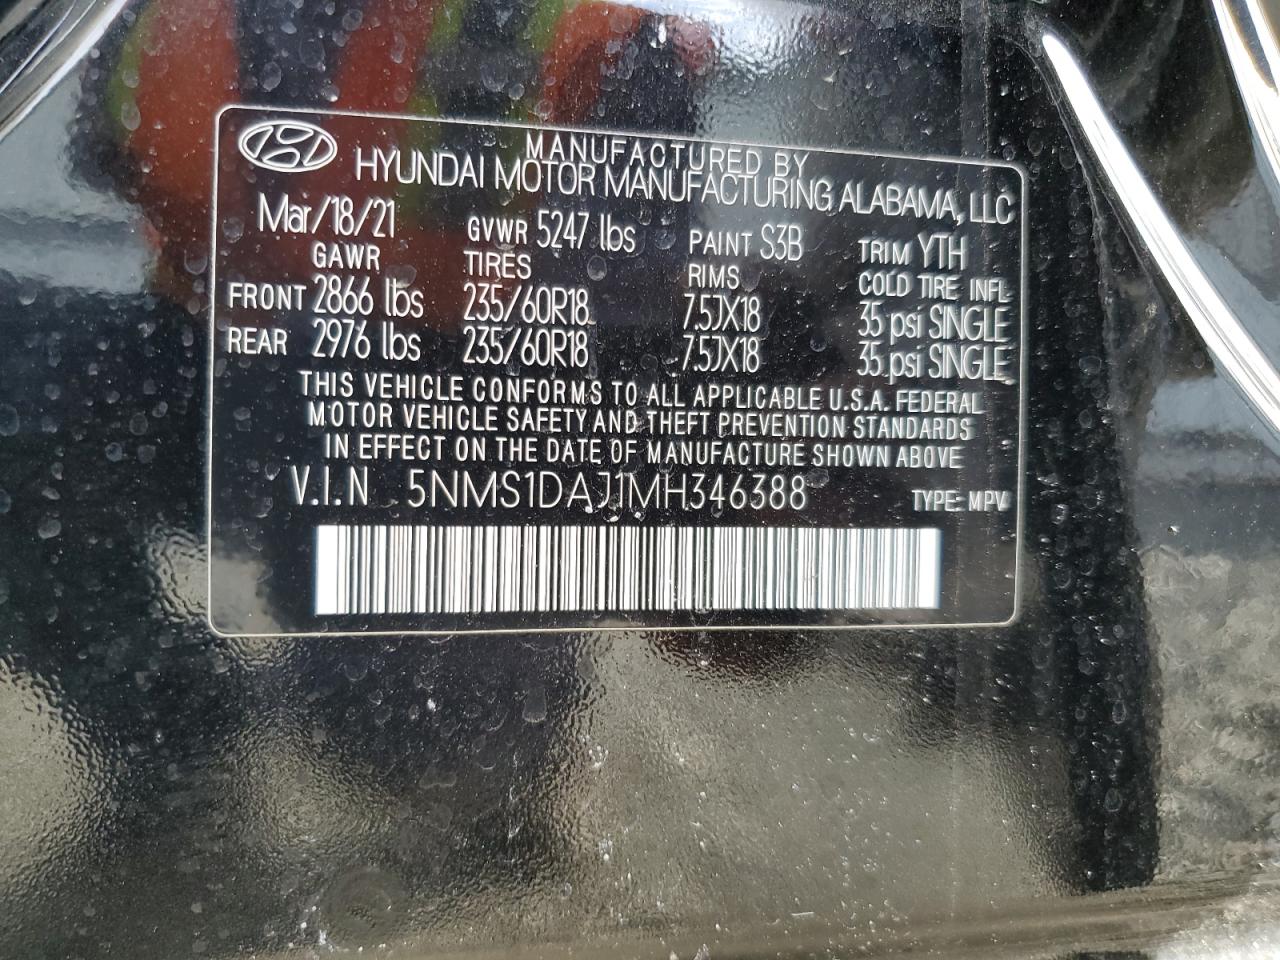 MANUFACTURED BY
HYUNDAI MOTOR MANUFACTURING ALABAMA, LLC
Mar/18/21 GVWR 5247 lbs PAINT S3B TRIM YTH
GAWR TIRES RIMS COLD TIRE INFL
FRONT 2866 lbs 235/60R18 7.5JX18 35 psi SINGLE
REAR 2976 lbs 235/60R18 7.5JX18 35 psi SINGLE
THIS VEHICLE CONFORMS TO ALL APPLICABLE U.S.A. FEDERAL
MOTOR VEHICLE SAFETY AND THEFT PREVENTION STANDARDS
IN EFFECT ON THE DATE OF MANUFACTURE SHOWN ABOVE
V.I.N 5NMS1DAJ1MH346388 TYPE: MPV